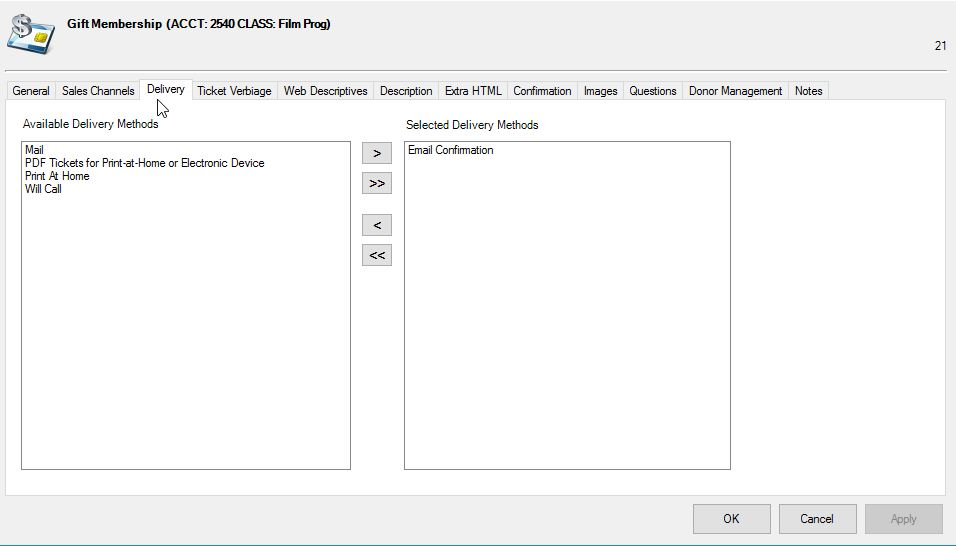 Gift Membership (ACCT: 2540 CLASS: Film Prog)
21
General Sales Channels Delivery Ticket Verbiage Web Descriptives Description Extra HTML Confirmation Images Questions Donor Management Notes
Available Delivery Methods
Mail
PDF Tickets for Print-at-Home or Electronic Device
Print At Home
Will Call
>
>>
<
<<
Selected Delivery Methods
Email Confirmation
OK Cancel Apply